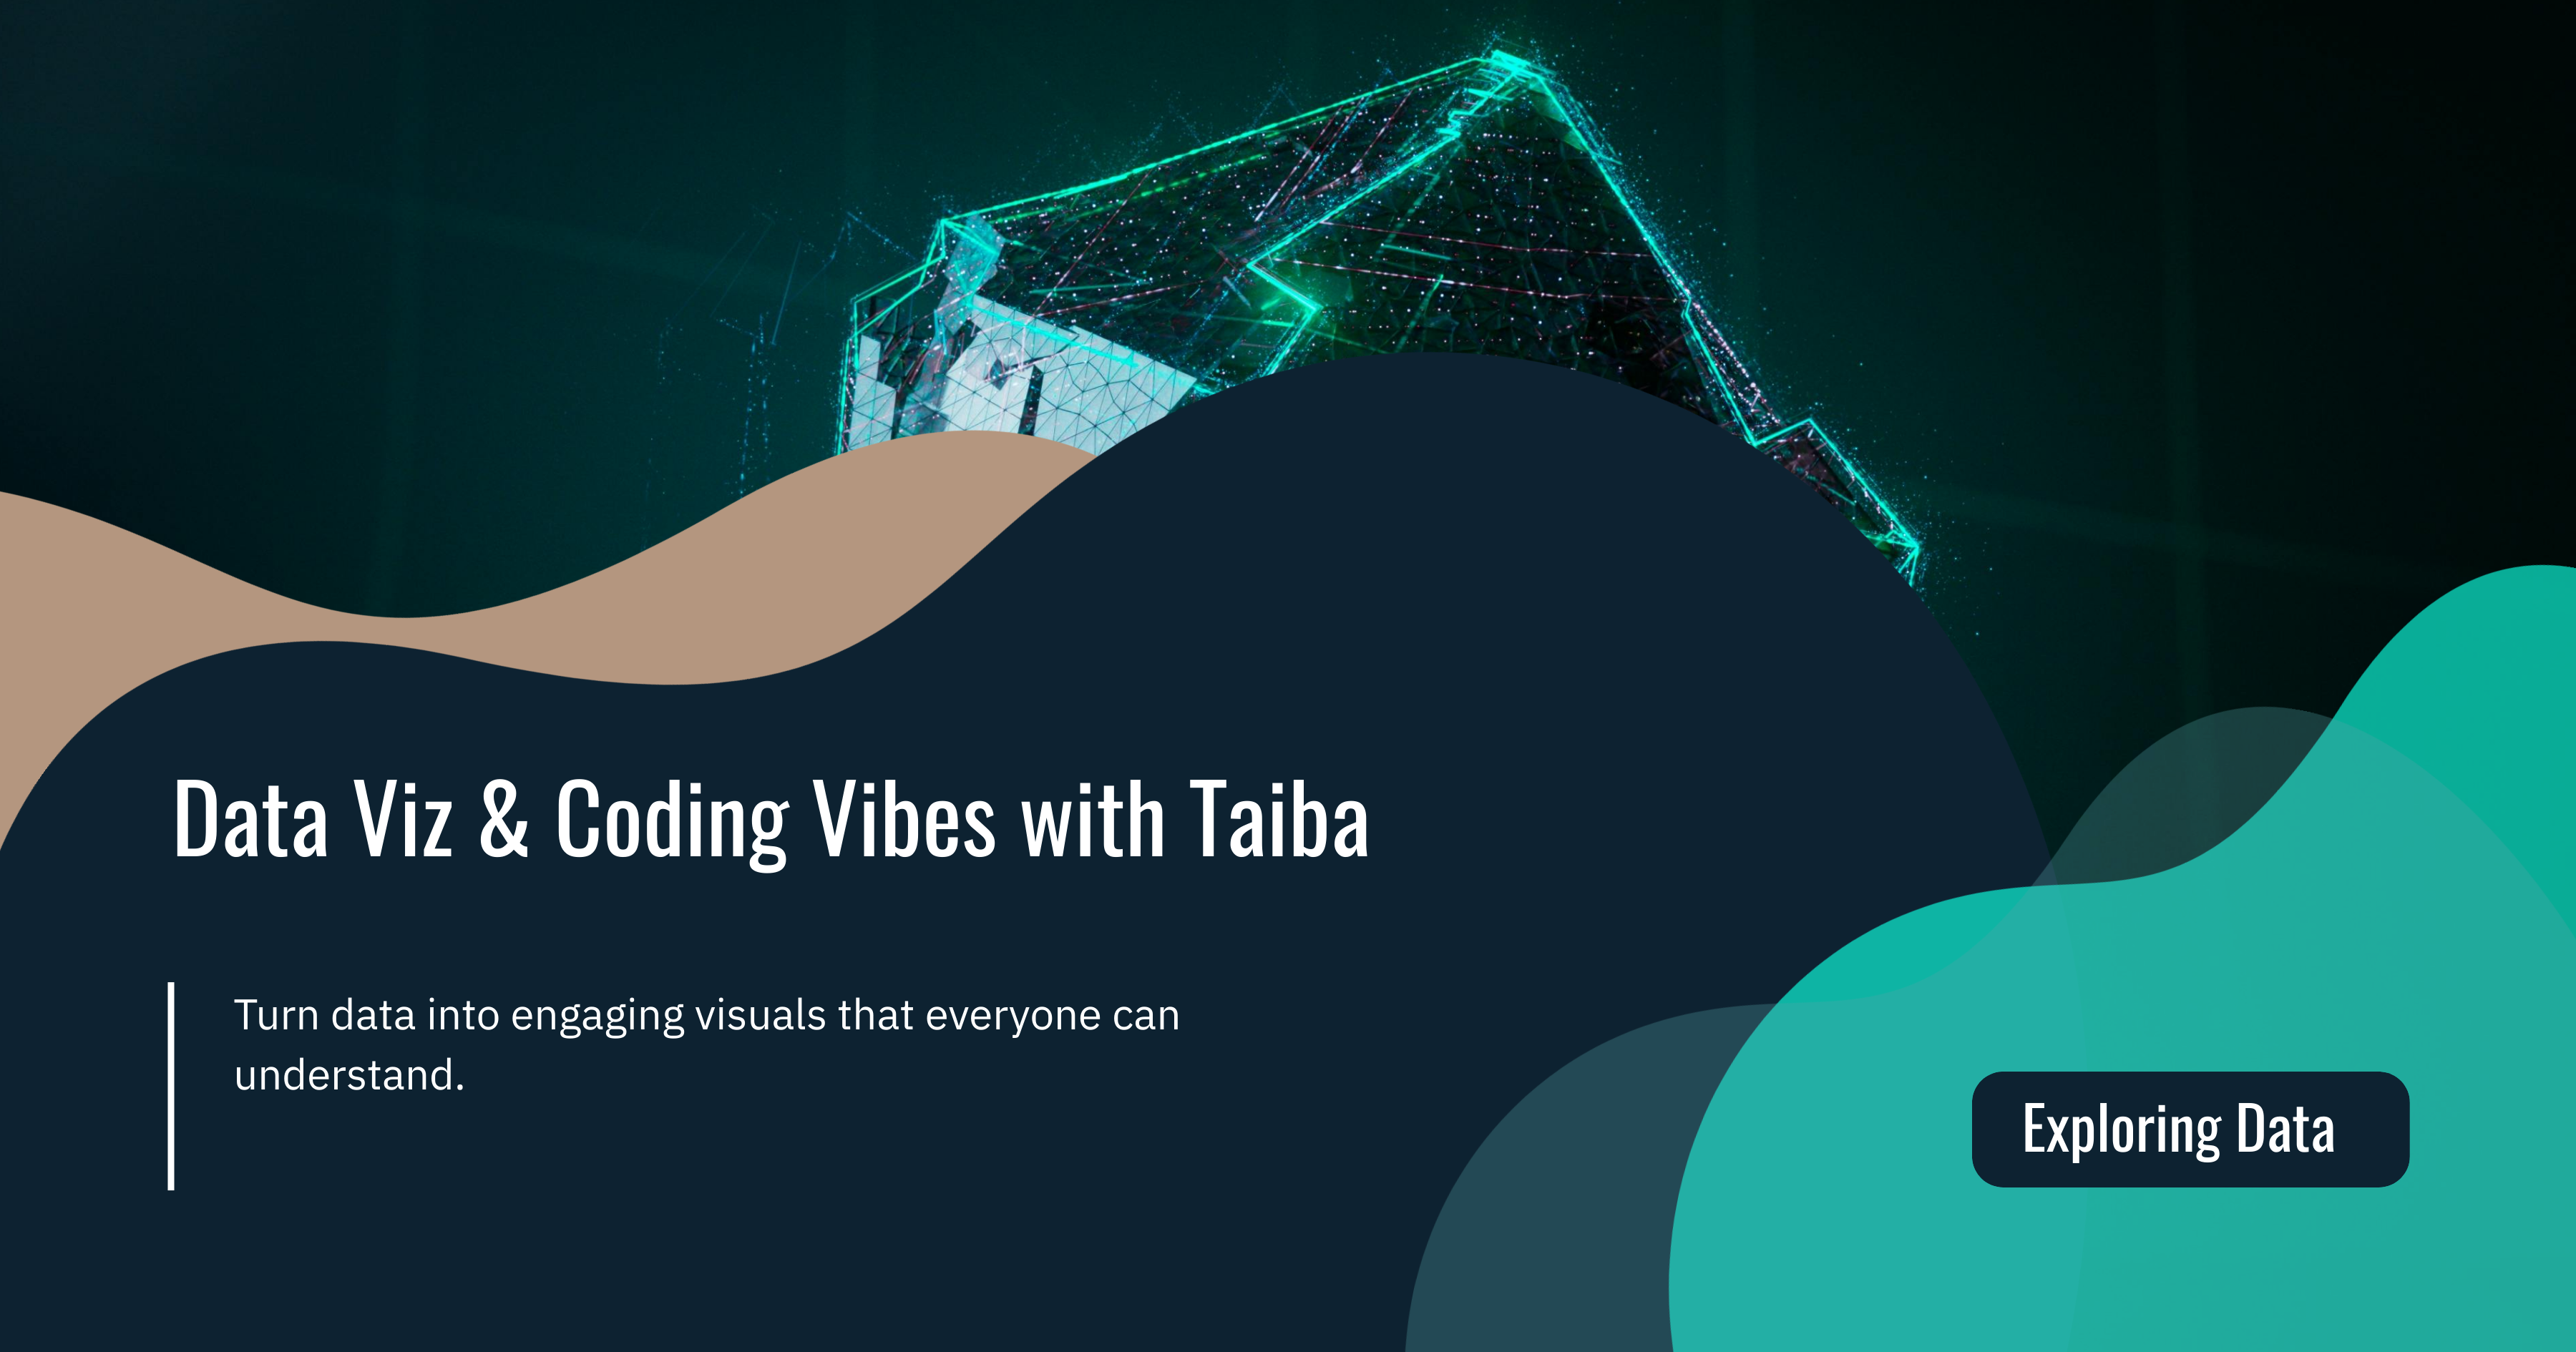 Data Viz & Coding Vibes with Taiba
Turn data into engaging visuals that everyone can
understand.
Exploring Data